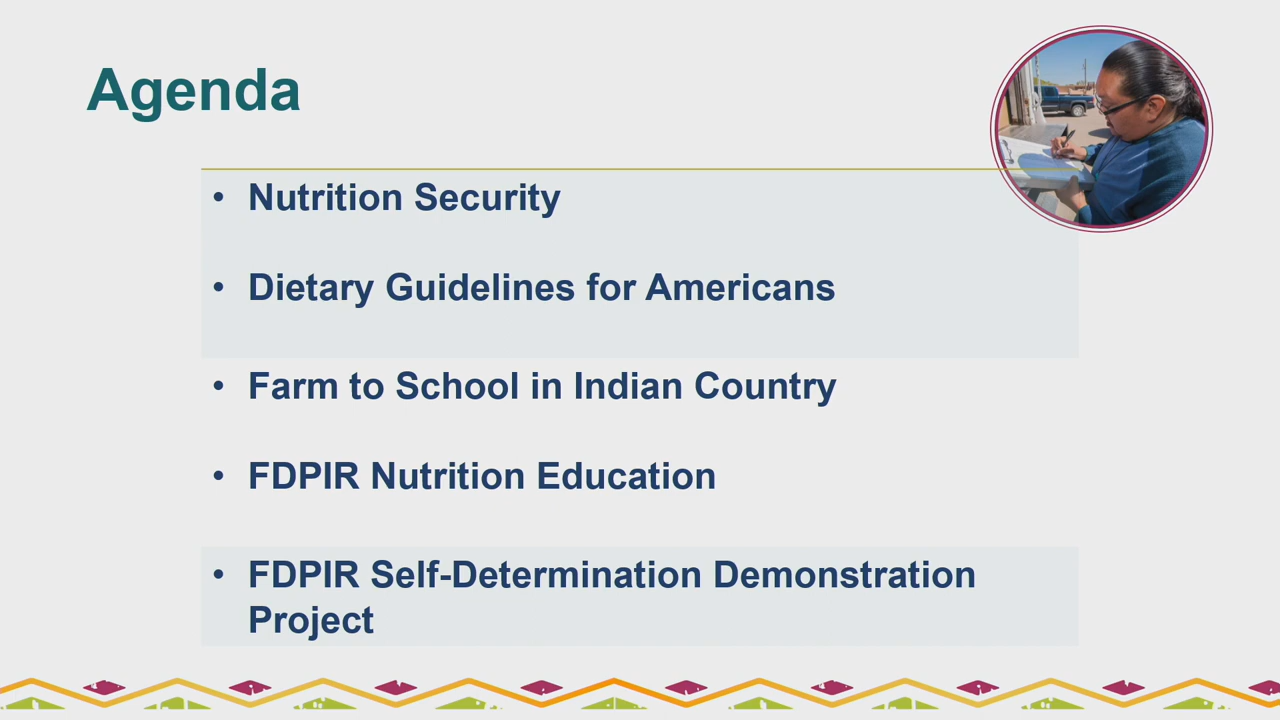 Agenda
• Nutrition Security
• Dietary Guidelines for Americans
• Farm to School in Indian Country
• FDPIR Nutrition Education
• FDPIR Self-Determination Demonstration
Project